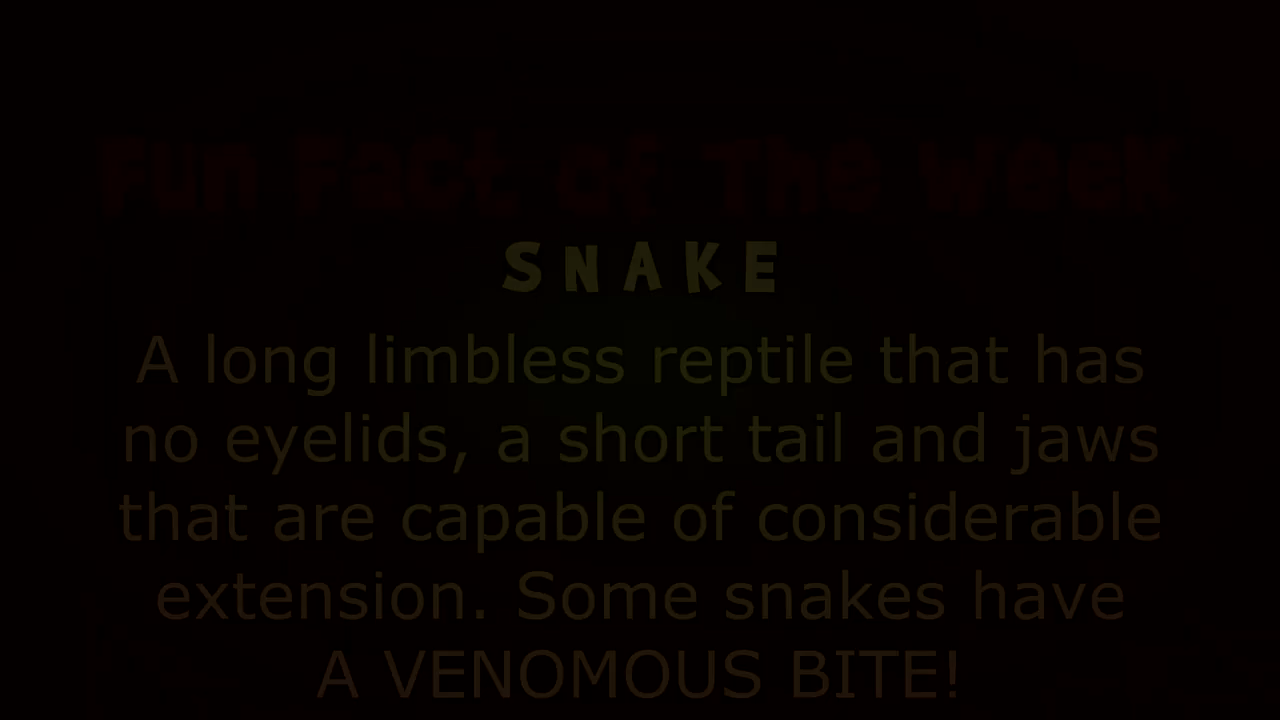 Fun Fact of The Week
SNAKE
A long limbless reptile that has
no eyelids, a short tail and jaws
that are capable of considerable
extension. Some snakes have
A VENOMOUS BITE!